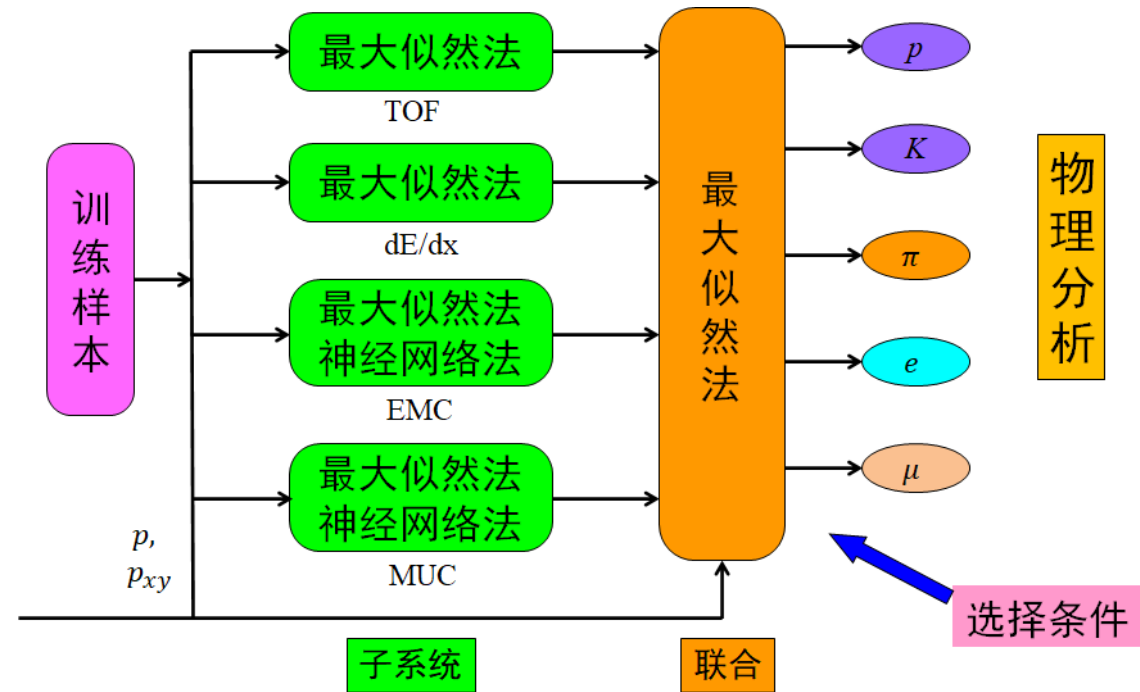 训练样本
p,
p_{xy}
最大似然法
TOF
最大似然法
dE/dx
最大似然法
神经网络法
EMC
最大似然法
神经网络法
MUC
子系统
最大似然法
联合
p
K
π
e
μ
物理分析
选择条件